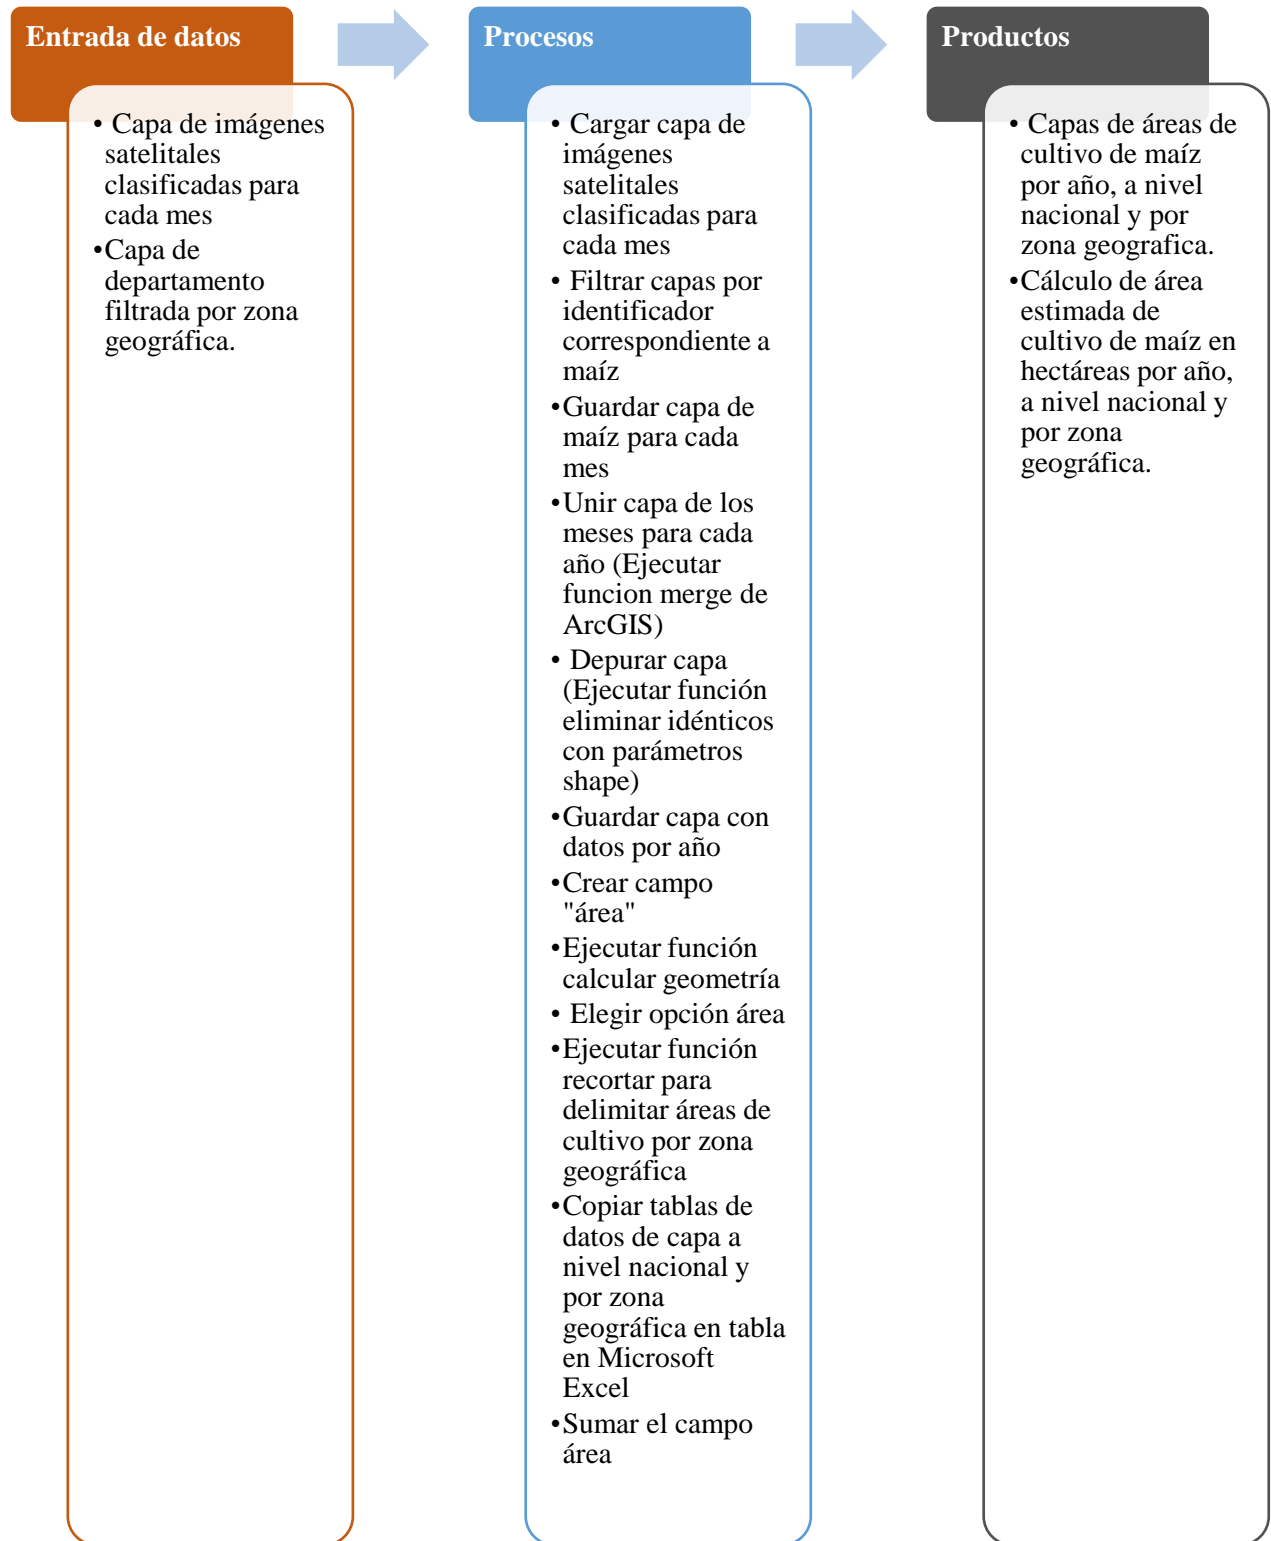 Entrada de datos
• Capa de imágenes
satelitales
clasificadas para
cada mes
•Capa de
departamento
filtrada por zona
geográfica.
Procesos
• Cargar capa de
imágenes
satelitales
clasificadas para
cada mes
• Filtrar capas por
identificador
correspondiente a
maíz
•Guardar capa de
maíz para cada
mes
•Unir capa de los
meses para cada
año (Ejecutar
funcion merge de
ArcGIS)
• Depurar capa
(Ejecutar función
eliminar idénticos
con parámetros
shape)
•Guardar capa con
datos por año
•Crear campo
"área"
•Ejecutar función
calcular geometría
• Elegir opción área
•Ejecutar función
recortar para
delimitar áreas de
cultivo por zona
geográfica
•Copiar tablas de
datos de capa a
nivel nacional y
por zona
geográfica en tabla
en Microsoft
Excel
•Sumar el campo
área
Productos
• Capas de áreas de
cultivo de maíz
por año, a nivel
nacional y por
zona geografica.
•Cálculo de área
estimada de
cultivo de maíz en
hectáreas por año,
a nivel nacional y
por zona
geográfica.